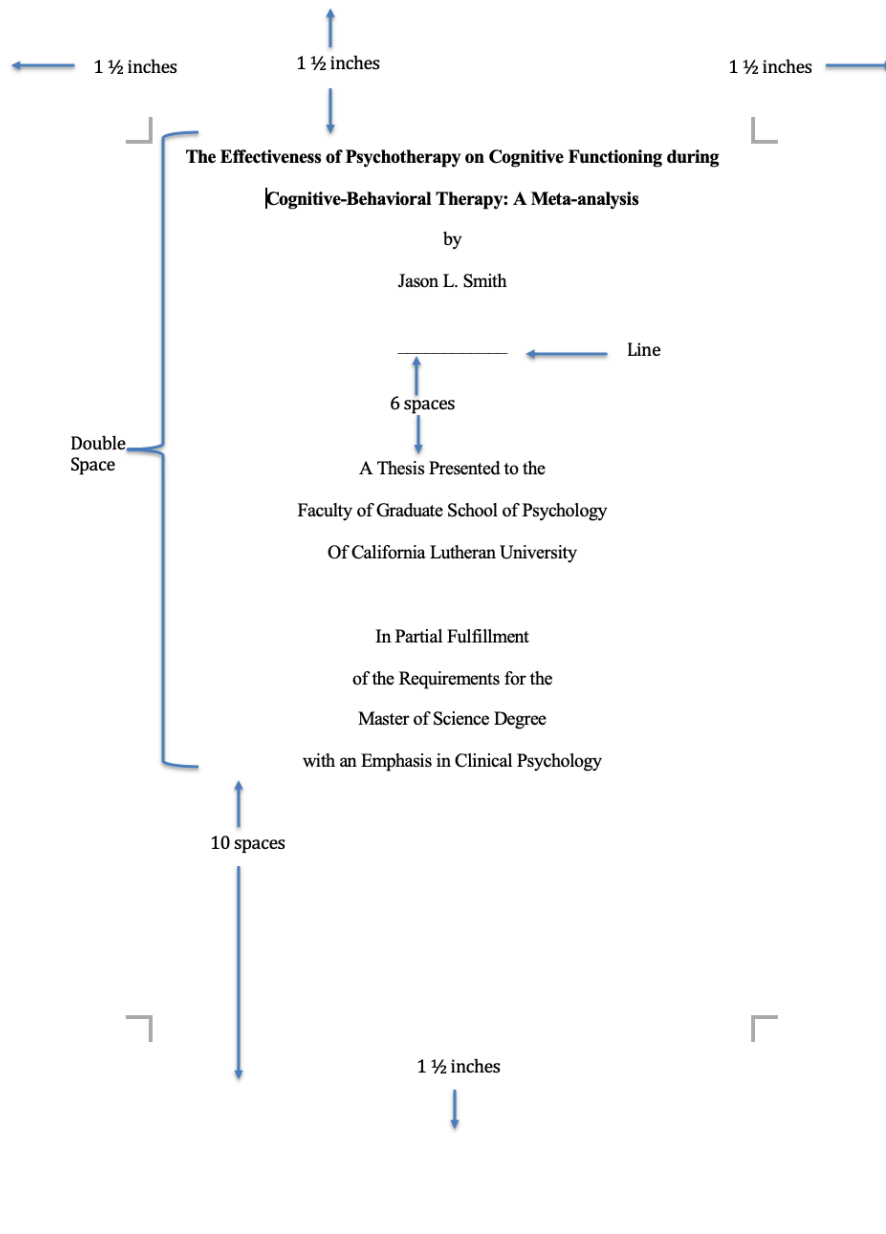 1 ½ inches
1 ½ inches
1 ½ inches
The Effectiveness of Psychotherapy on Cognitive Functioning during
Cognitive-Behavioral Therapy: A Meta-analysis
by
Jason L. Smith
____________
Line
6 spaces
Double
Space
A Thesis Presented to the
Faculty of Graduate School of Psychology
Of California Lutheran University
In Partial Fulfillment
of the Requirements for the
Master of Science Degree
with an Emphasis in Clinical Psychology
10 spaces
1 ½ inches